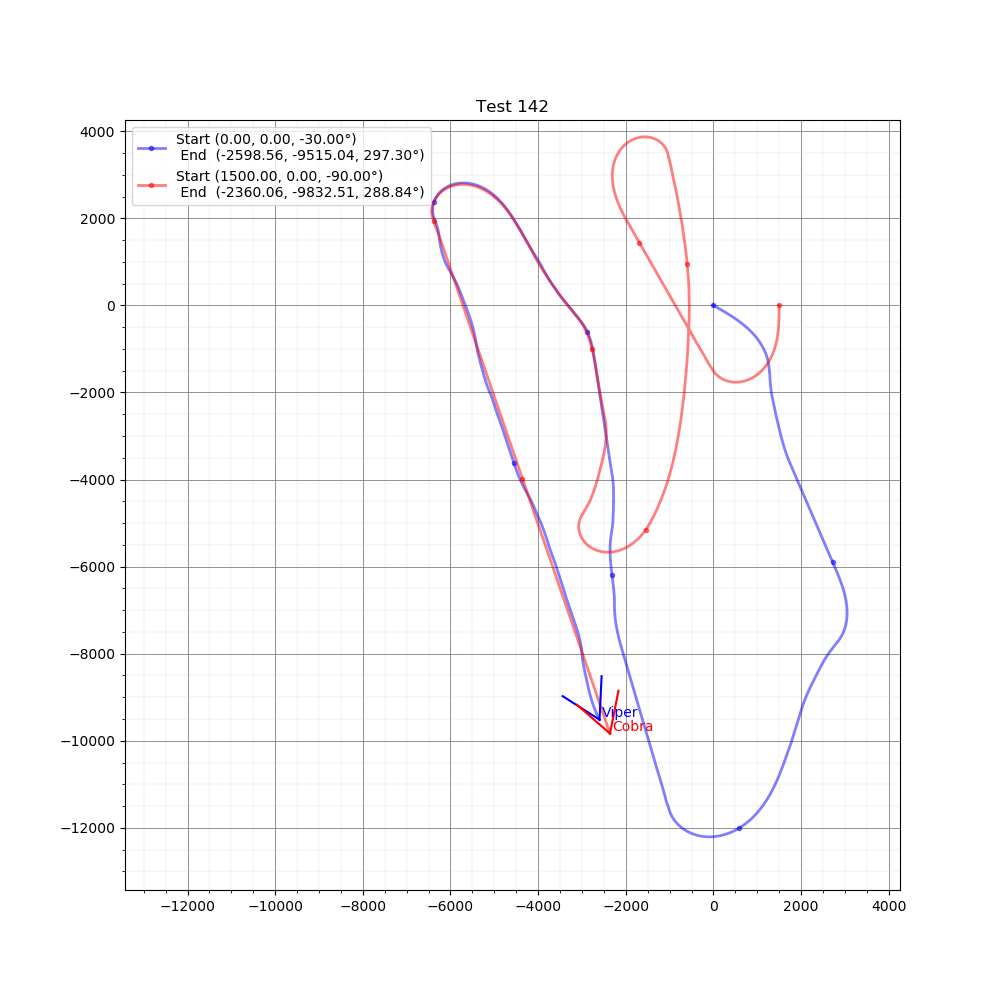 Test 142
Start (0.00, 0.00, -30.00°)
End (-2598.56, -9515.04, 297.30°)
Start (1500.00, 0.00, -90.00°)
End (-2360.06, -9832.51, 288.84°)
4000
2000
0
−2000
−4000
−6000
−8000
−10000
−12000
Viper
Cobra
−12000 −10000 −8000 −6000 −4000 −2000 0 2000 4000